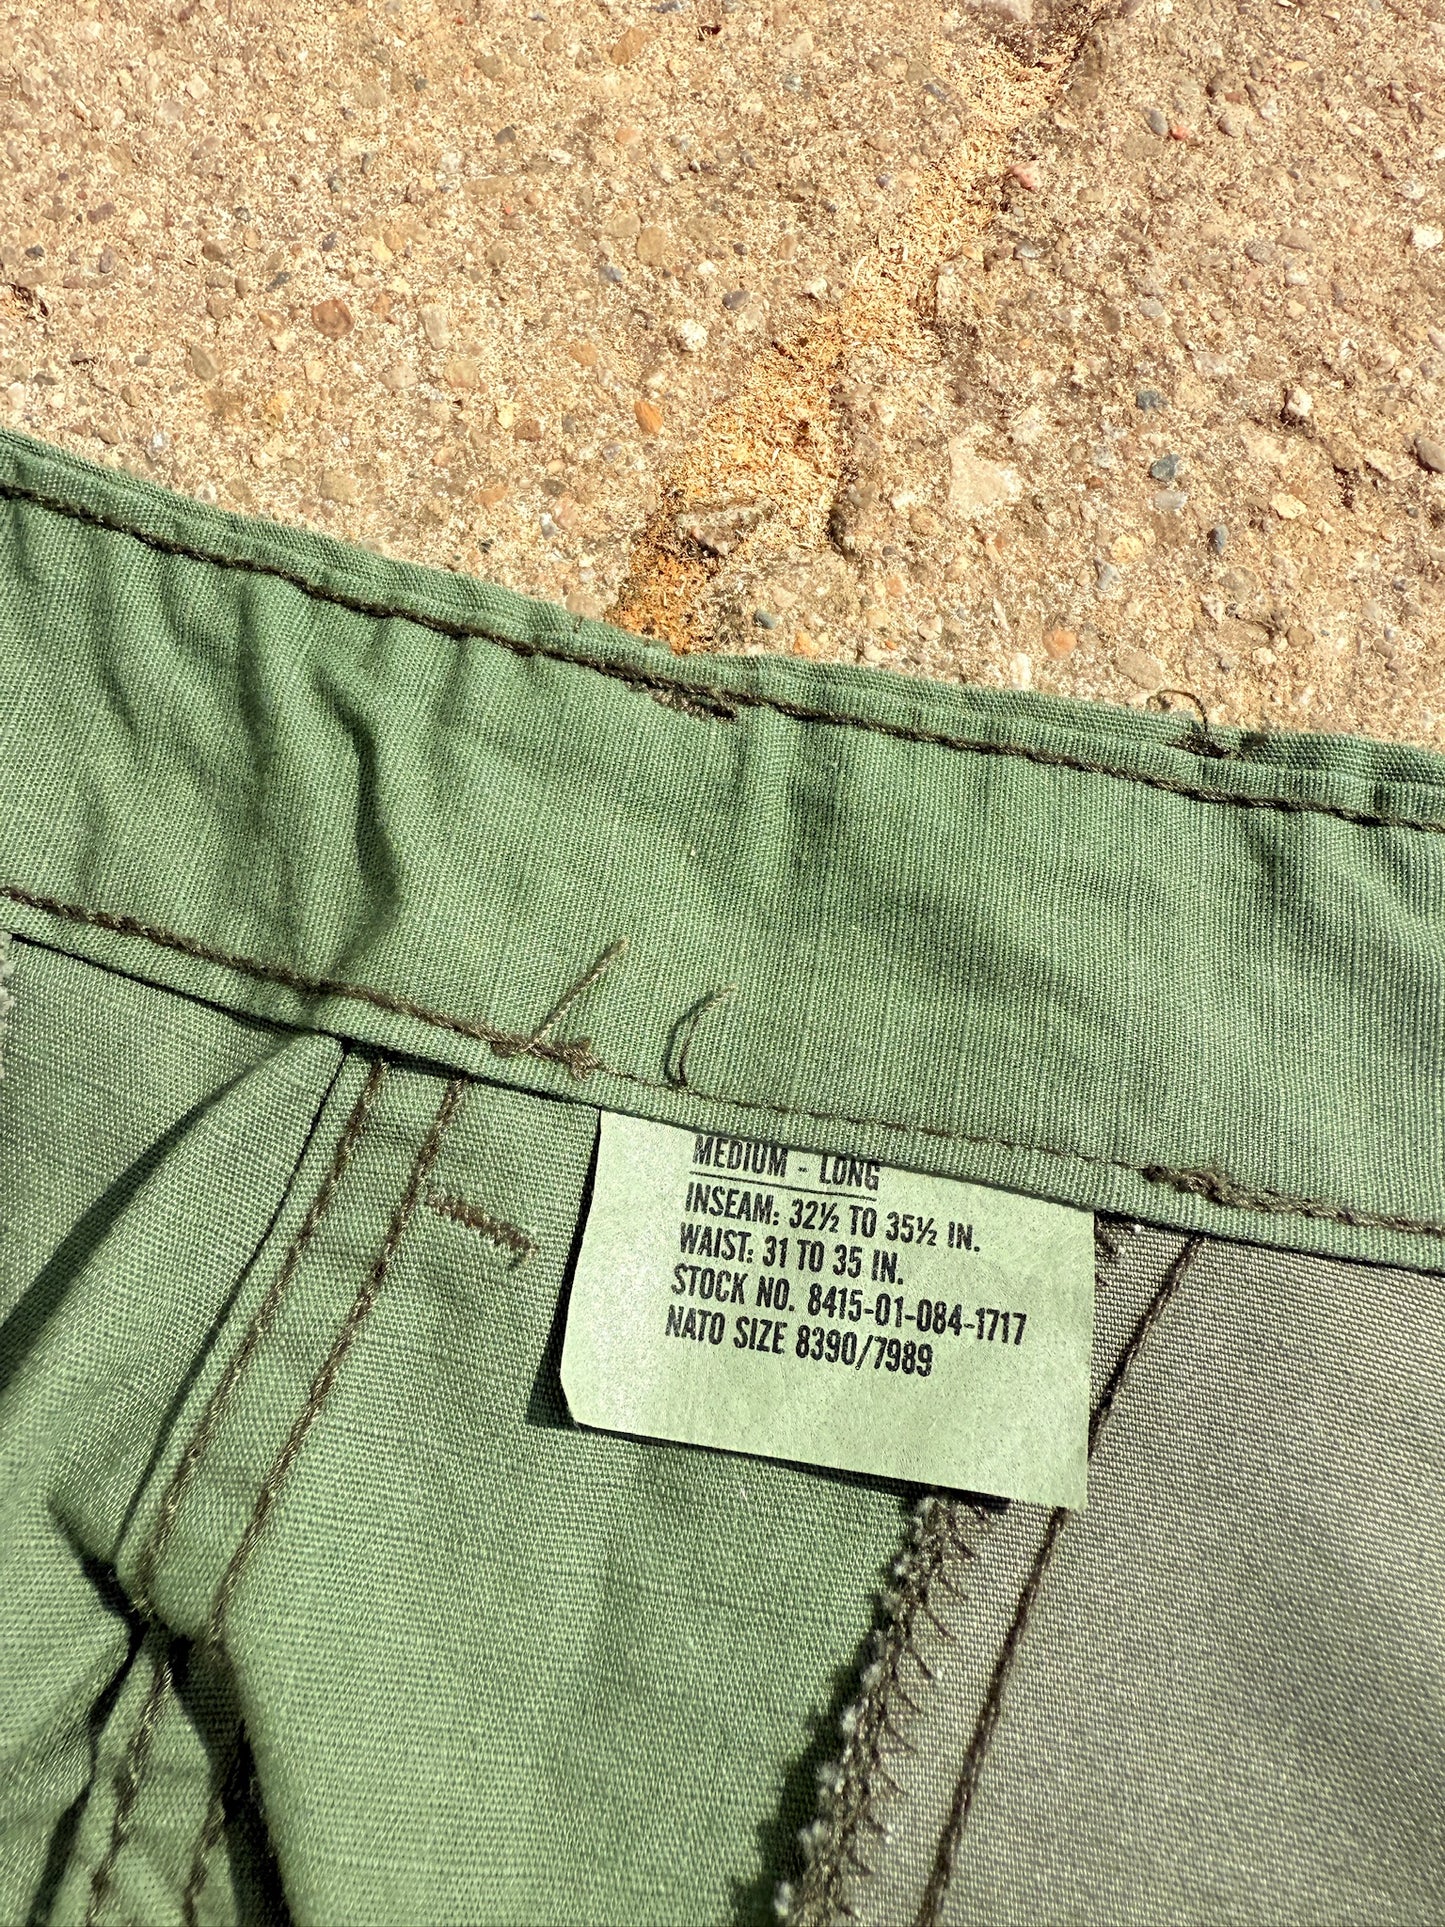 MEDIUM - LONG
INSEAM: 32½ TO 35½ IN.
WAIST: 31 TO 35 IN.
STOCK NO. 8415-01-084-1717
NATO SIZE 8390/7989